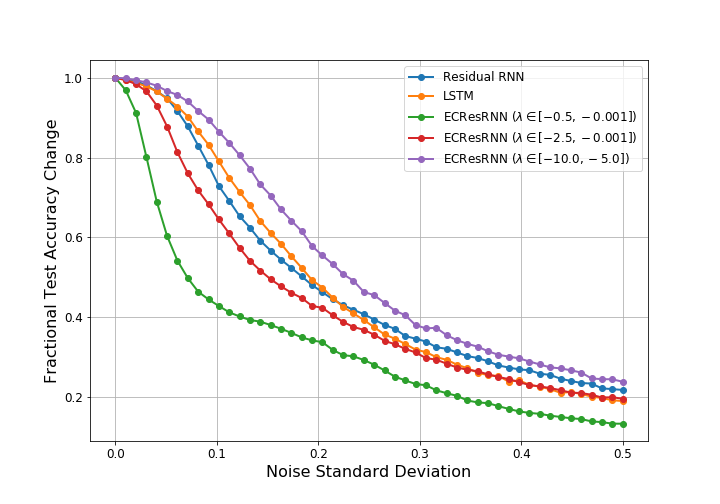 Residual RNN
LSTM
ECResRNN (λ ∈ [−0.5, −0.001])
ECResRNN (λ ∈ [−2.5, −0.001])
ECResRNN (λ ∈ [−10.0, −5.0])
Fractional Test Accuracy Change
1.0
0.8
0.6
0.4
0.2
0.0 0.1 0.2 0.3 0.4 0.5
Noise Standard Deviation